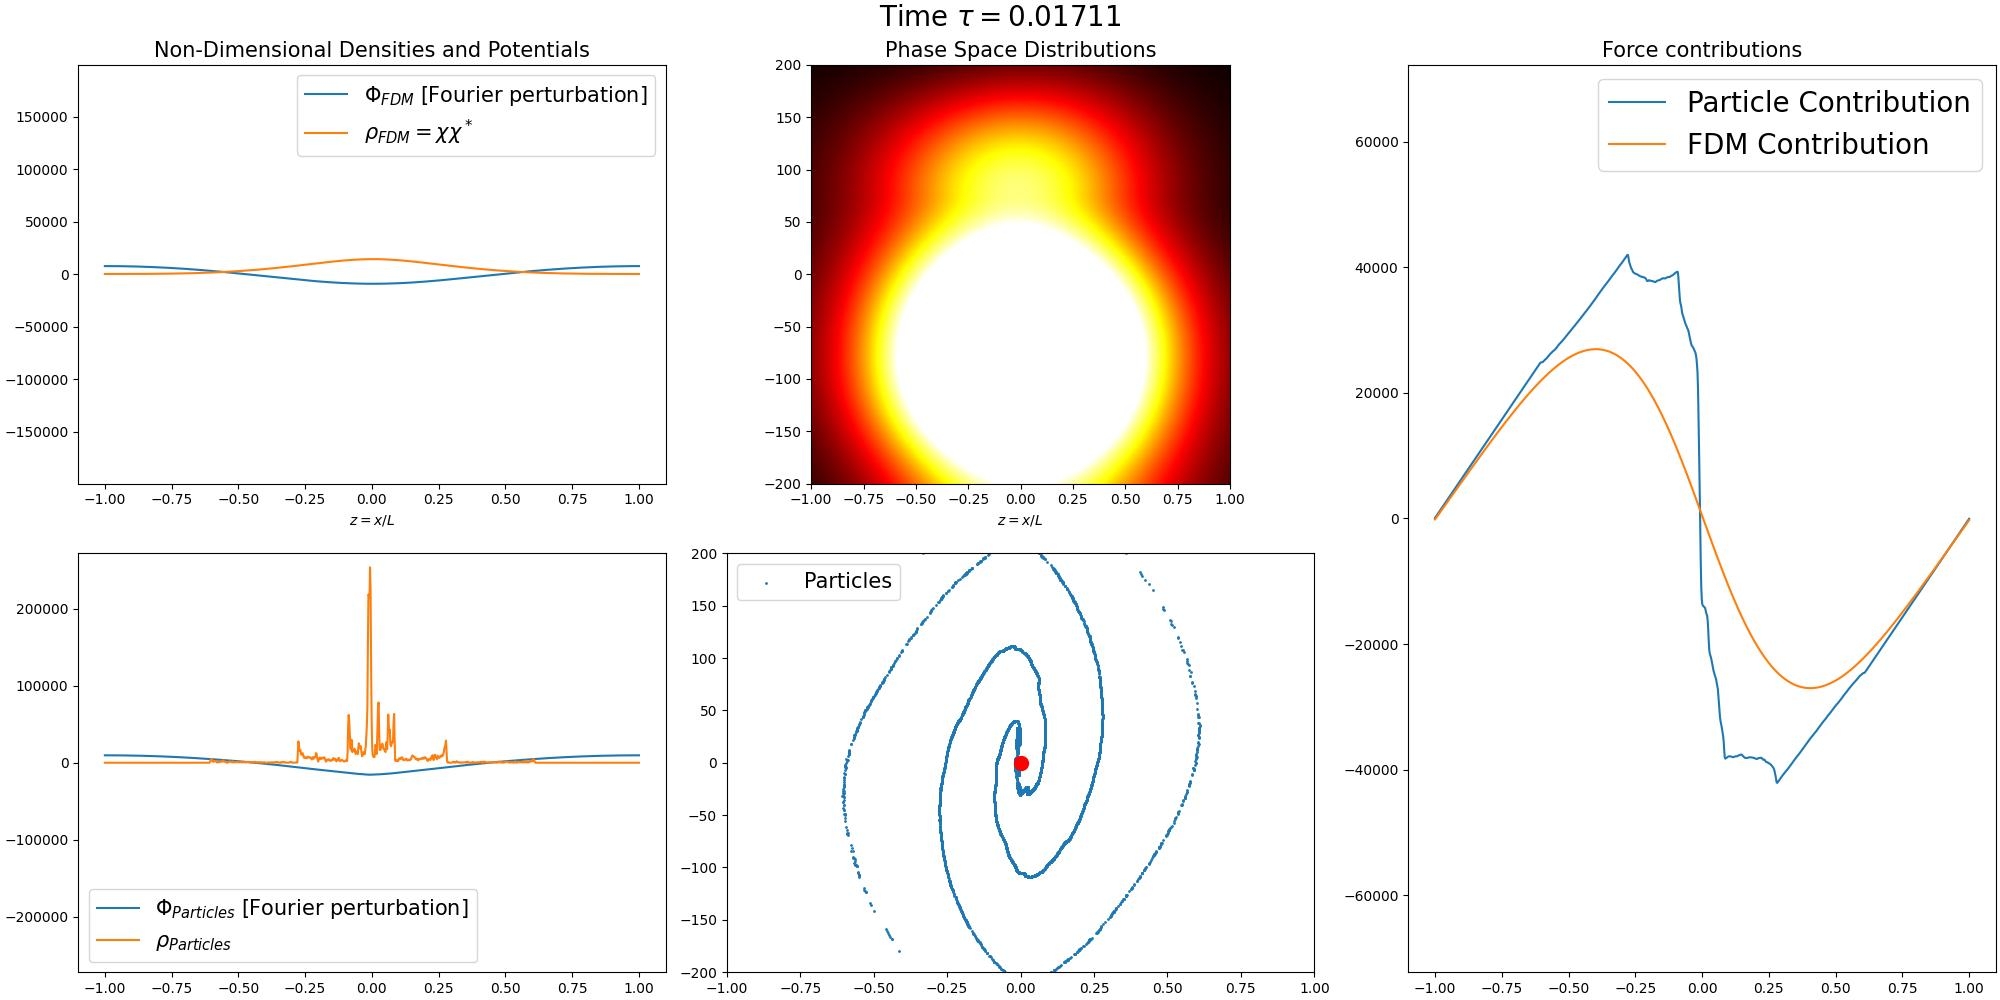 Time τ = 0.01711
Non-Dimensional Densities and Potentials
Φ_FDM [Fourier perturbation]
ρ_FDM = χχ*
150000
100000
50000
0
−50000
−100000
−150000
−1.00 −0.75 −0.50 −0.25 0.00 0.25 0.50 0.75 1.00
z = x/L
Phase Space Distributions
200
150
100
50
0
−50
−100
−150
−200
−1.00 −0.75 −0.50 −0.25 0.00 0.25 0.50 0.75 1.00
z = x/L
Force contributions
Particle Contribution
FDM Contribution
60000
40000
20000
0
−20000
−40000
−60000
−1.00 −0.75 −0.50 −0.25 0.00 0.25 0.50 0.75 1.00
200000
100000
0
−100000
−200000
Φ_Particles [Fourier perturbation]
ρ_Particles
−1.00 −0.75 −0.50 −0.25 0.00 0.25 0.50 0.75 1.00
Particles
200
150
100
50
0
−50
−100
−150
−200
−1.00 −0.75 −0.50 −0.25 0.00 0.25 0.50 0.75 1.00